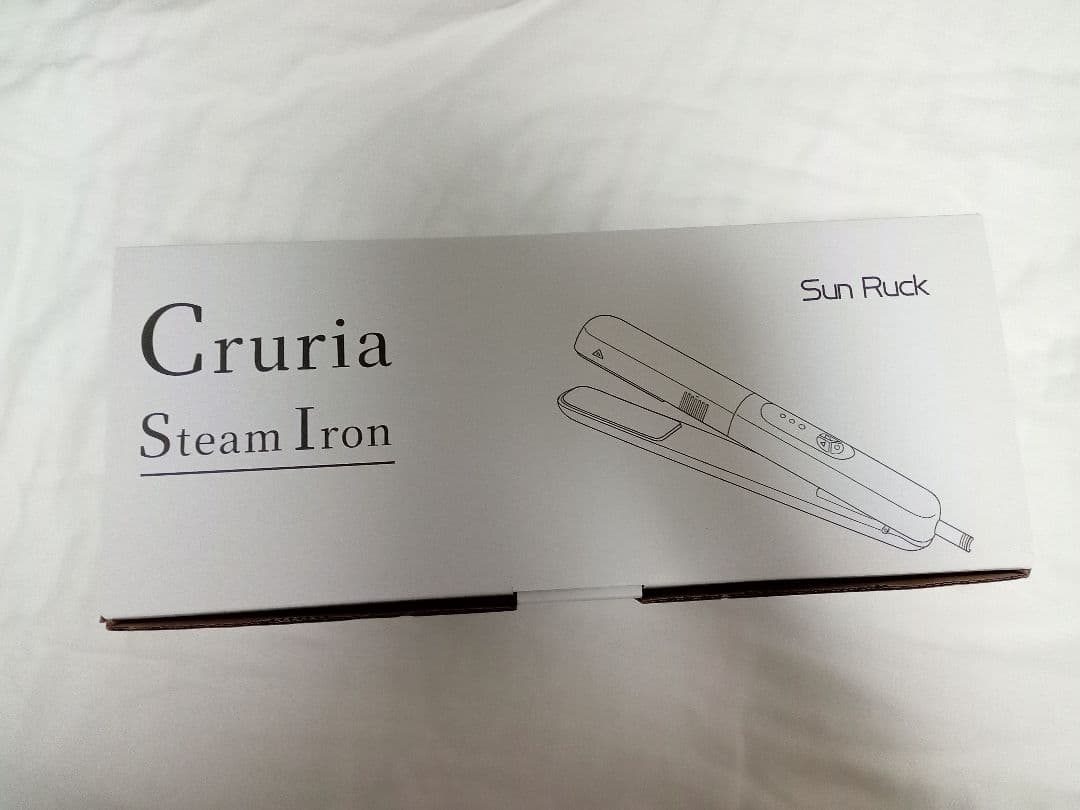 Cruria
Steam Iron
Sun Ruck